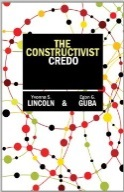 THE
CONSTRUCTIVIST
CREDO
Yvonna S. Egon G.
LINCOLN & GUBA